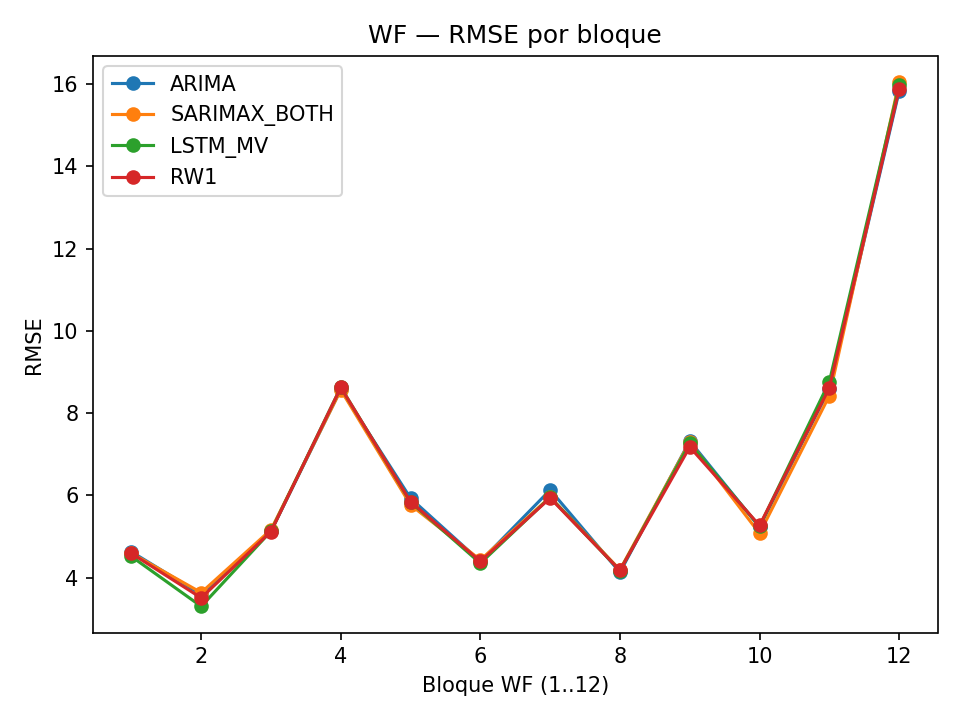 WF — RMSE por bloque
ARIMA
SARIMAX_BOTH
LSTM_MV
RW1
16
14
12
10
8
6
4
RMSE
2 4 6 8 10 12
Bloque WF (1..12)